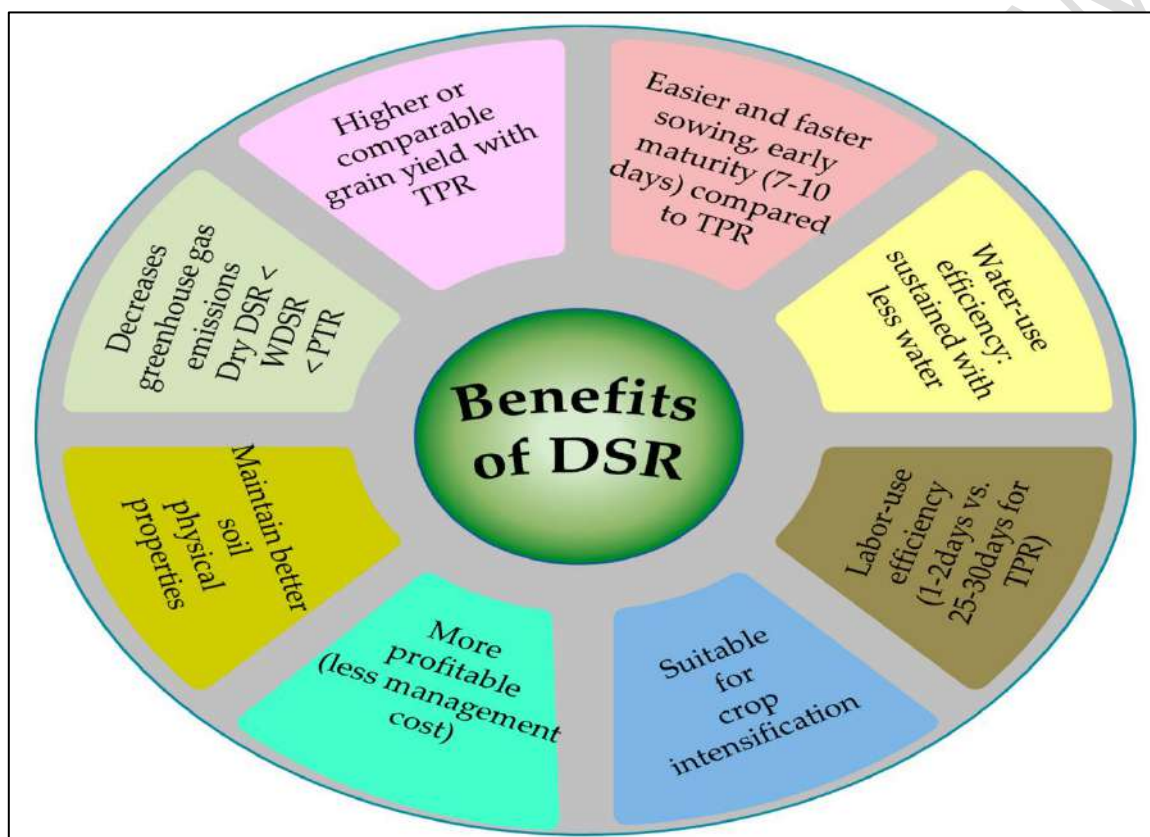 Benefits
of DSR
Higher or
comparable
grain yield with
TPR
Easier and faster
sowing, early
maturity (7-10
days) compared
to TPR
Water-use
efficiency:
sustained with
less water
Labor-use
efficiency
(1-2days vs.
25-30days for
TPR)
Suitable
for
crop
intensification
More
profitable
(less management
cost)
Maintain better
soil
physical
properties
Decreases
greenhouse gas
emissions
Dry DSR <
WDSR
< PTR